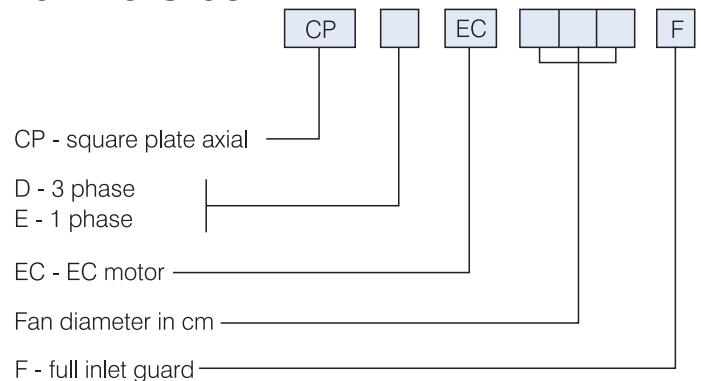 CP EC F
CP - square plate axial
D - 3 phase
E - 1 phase
EC - EC motor
Fan diameter in cm
F - full inlet guard